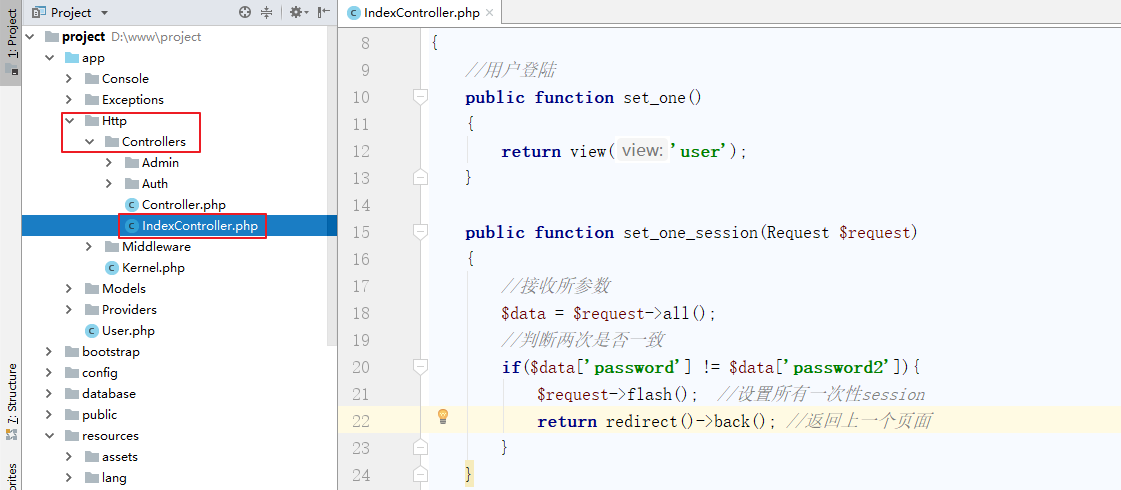 1: Project
7: Structure
orites
Project
project D:\www\project
app
Console
Exceptions
Http
Controllers
Admin
Auth
Controller.php
IndexController.php
Middleware
Kernel.php
Models
Providers
User.php
bootstrap
config
database
public
resources
assets
lang
IndexController.php
8 {
9 //用户登陆
10 public function set_one()
11 {
12 return view( view: 'user');
13 }
14
15 public function set_one_session(Request $request)
16 {
17 //接收所参数
18 $data = $request->all();
19 //判断两次是否一致
20 if($data['password'] != $data['password2']){
21 $request->flash(); //设置所有一次性session
22 return redirect()->back(); //返回上一个页面
23 }
24 }